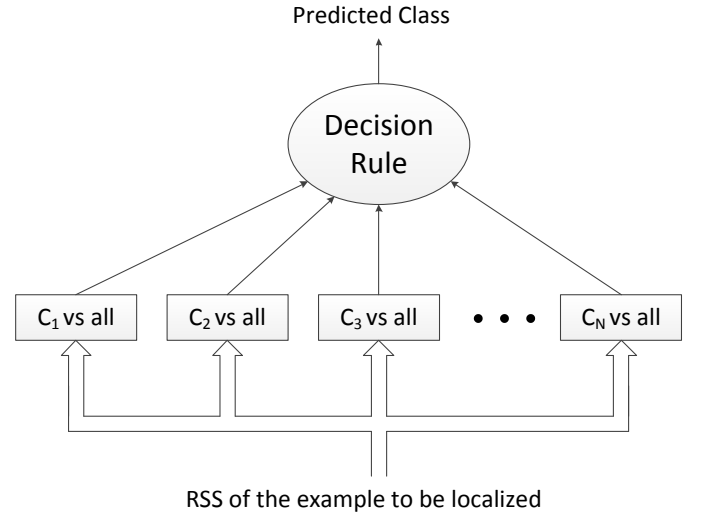 Predicted Class
Decision
Rule
C₁ vs all
C₂ vs all
C₃ vs all
C_N vs all
RSS of the example to be localized